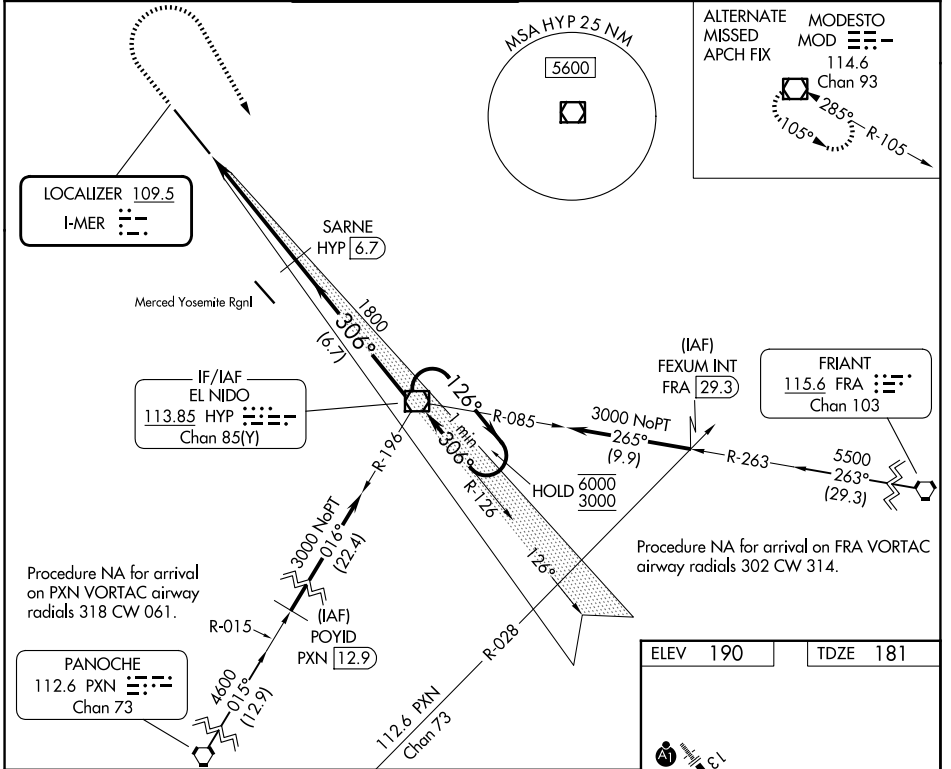 MSA HYP 25 NM
5600
ALTERNATE
MISSED
APCH FIX
MODESTO
MOD
114.6
Chan 93
285°
R-105
105°
LOCALIZER 109.5
I-MER
SARNE
HYP 6.7
Merced Yosemite Rgnl
1800
306°
(6.7)
IF/IAF
EL NIDO
113.85 HYP
Chan 85(Y)
126°
1 min
306°
R-126
126°
HOLD 6000
3000
R-085
3000 NoPT
265°
(9.9)
(IAF)
FEXUM INT
FRA 29.3
FRIANT
115.6 FRA
Chan 103
R-263
5500
263°
(29.3)
Procedure NA for arrival on FRA VORTAC
airway radials 302 CW 314.
R-196
3000 NoPT
016°
(22.4)
Procedure NA for arrival
on PXN VORTAC airway
radials 318 CW 061.
(IAF)
POYID
PXN 12.9
R-015
PANOCHE
112.6 PXN
Chan 73
4600
015°
(12.9)
R-028
112.6 PXN
Chan 73
ELEV 190
TDZE 181
A1
13